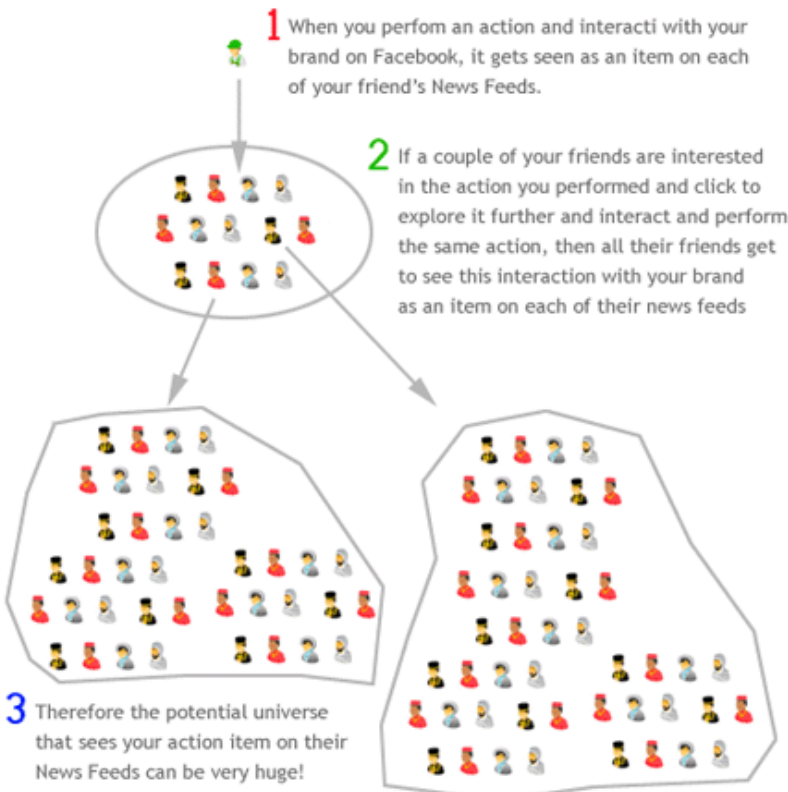 1 When you perfom an action and interacti with your
brand on Facebook, it gets seen as an item on each
of your friend's News Feeds.
2 If a couple of your friends are interested
in the action you performed and click to
explore it further and interact and perform
the same action, then all their friends get
to see this interaction with your brand
as an item on each of their news feeds
3 Therefore the potential universe
that sees your action item on their
News Feeds can be very huge!